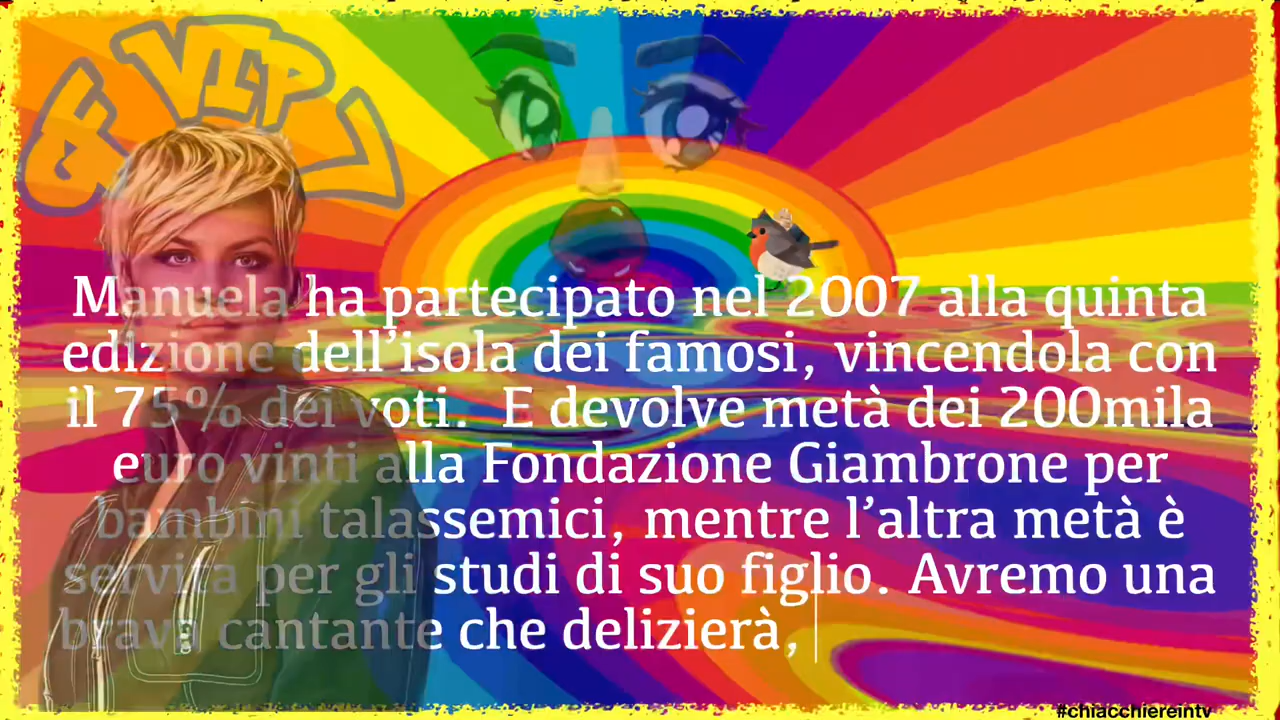 GF VIP 7
Manuela ha partecipato nel 2007 alla quinta
edizione dell’isola dei famosi, vincendola con
il 75% dei voti. E devolve metà dei 200mila
euro vinti alla Fondazione Giambrone per
bambini talassemici, mentre l’altra metà è
servita per gli studi di suo figlio. Avremo una
brava cantante che delizierà,
#chiacchiereintv